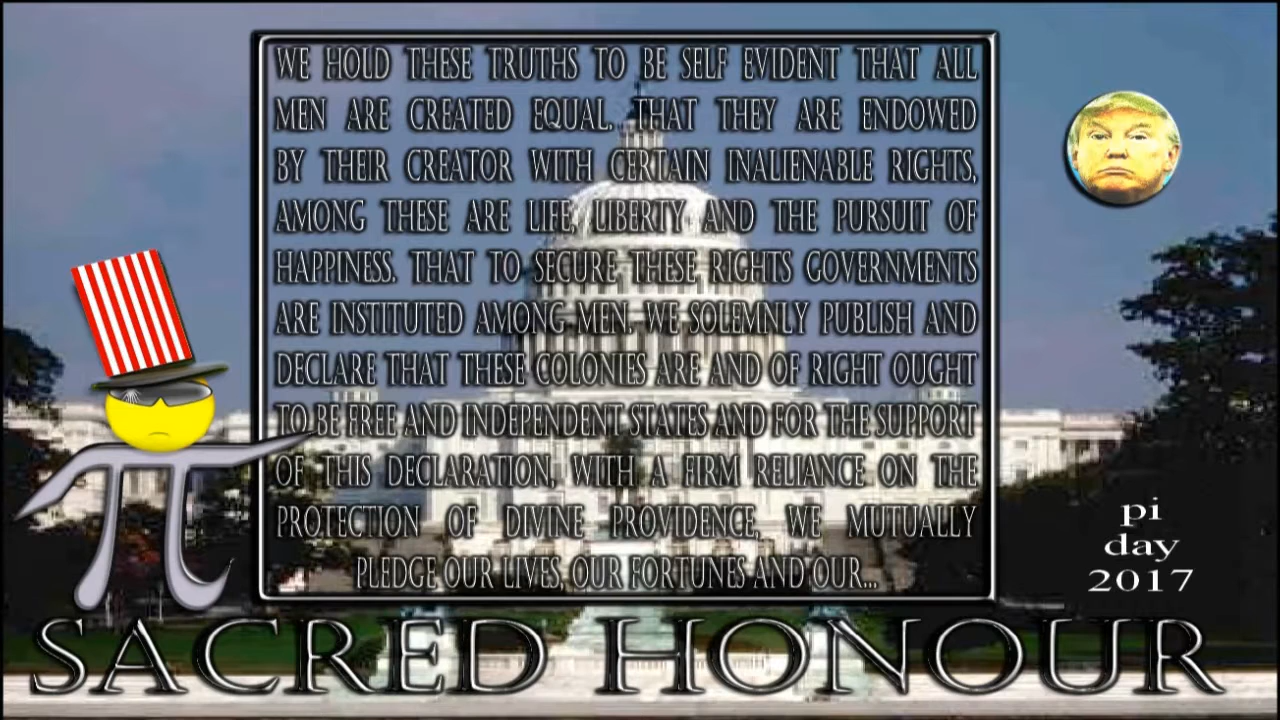 WE HOLD THESE TRUTHS TO BE SELF EVIDENT THAT ALL
MEN ARE CREATED EQUAL. THAT THEY ARE ENDOWED
BY THEIR CREATOR WITH CERTAIN INALIENABLE RIGHTS,
AMONG THESE ARE LIFE, LIBERTY AND THE PURSUIT OF
HAPPINESS. THAT TO SECURE THESE RIGHTS GOVERNMENTS
ARE INSTITUTED AMONG MEN, WE SOLEMNLY PUBLISH AND
DECLARE THAT THESE COLONIES ARE AND OF RIGHT OUGHT
TO BE FREE AND INDEPENDENT STATES AND FOR THE SUPPORT
OF THIS DECLARATION, WITH A FIRM RELIANCE ON THE
PROTECTION OF DIVINE PROVIDENCE, WE MUTUALLY
PLEDGE OUR LIVES, OUR FORTUNES AND OUR...
π
pi
day
2017
SACRED HONOUR